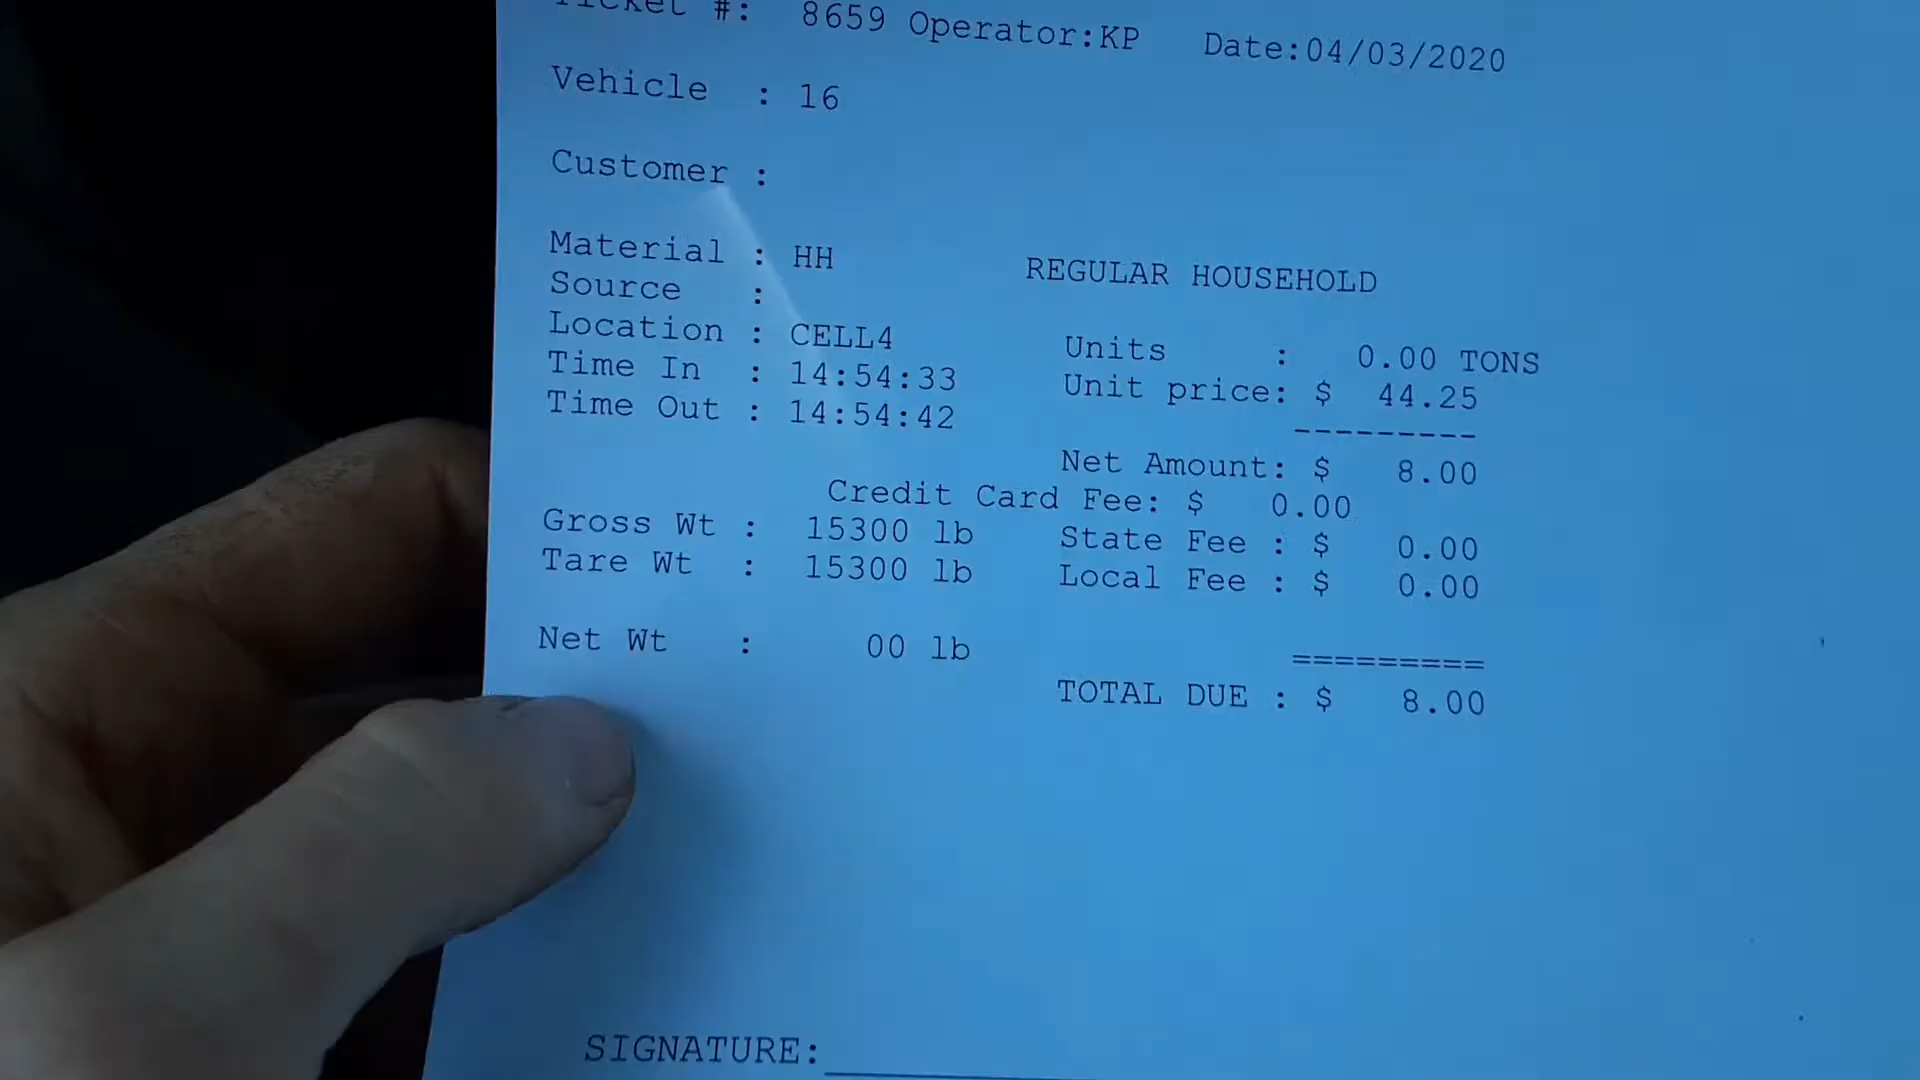 Ticket #: 8659 Operator:KP Date:04/03/2020
Vehicle : 16
Customer :
Material : HH REGULAR HOUSEHOLD
Source :
Location : CELL4 Units : 0.00 TONS
Time In : 14:54:33 Unit price: $ 44.25
Time Out : 14:54:42 ---------
Net Amount: $ 8.00
Credit Card Fee: $ 0.00
Gross Wt : 15300 lb State Fee : $ 0.00
Tare Wt : 15300 lb Local Fee : $ 0.00
=========
Net Wt : 00 lb
TOTAL DUE : $ 8.00
SIGNATURE: